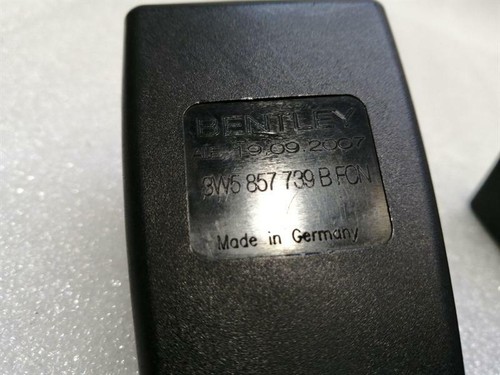 BENTLEY
19.09.2007
3W5 857 739 B FCN
Made in Germany